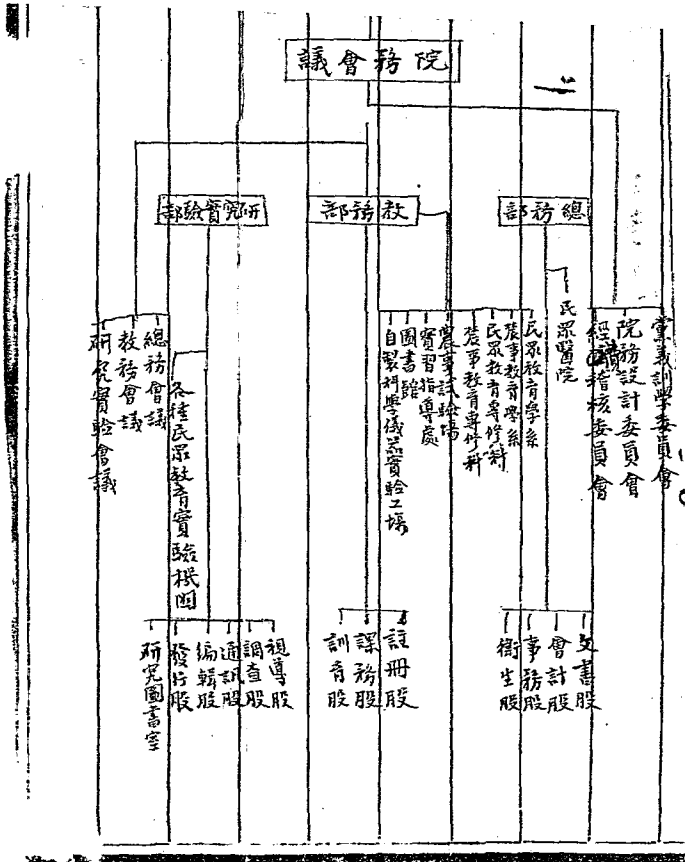 院務會議
總務部
教務部
研究實驗部
黨義訓學委員會
院務設計委員會
經費稽核委員會
民眾醫院
民眾教育學系
農事教育學系
民眾教育專修科
農事教育專修科
農事試驗場
實習指導處
圖書館
自製科學儀器實驗工場
各種民眾教育實驗機関
總務會議
教務會議
研究實驗會議
文書股
會計股
事務股
衛生股
註冊股
課務股
訓育股
視導股
調查股
通訊股
編輯股
發行股
研究圖書室